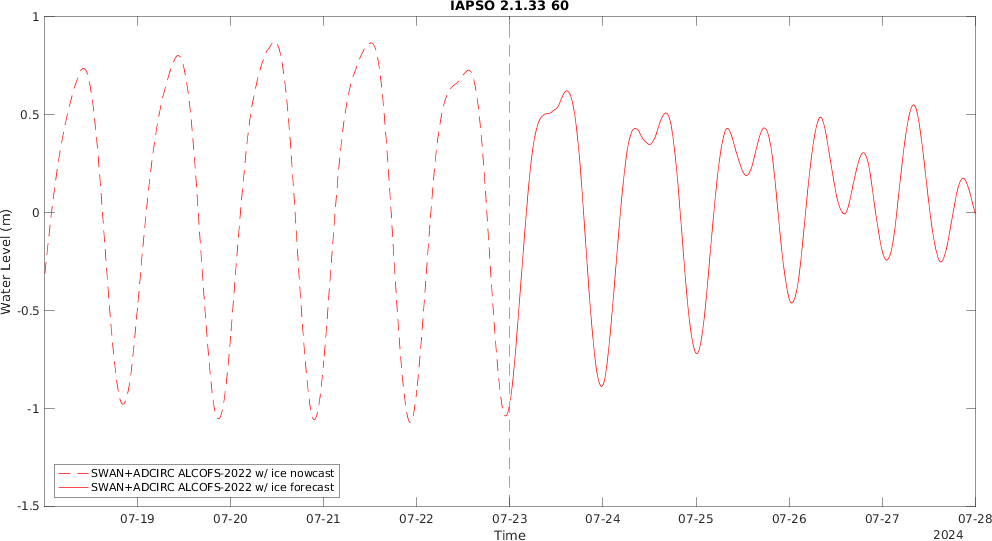 IAPSO 2.1.33 60
1
0.5
0
-0.5
-1
-1.5
Water Level (m)
SWAN+ADCIRC ALCOFS-2022 w/ ice nowcast
SWAN+ADCIRC ALCOFS-2022 w/ ice forecast
07-19 07-20 07-21 07-22 07-23 07-24 07-25 07-26 07-27 07-28
Time
2024